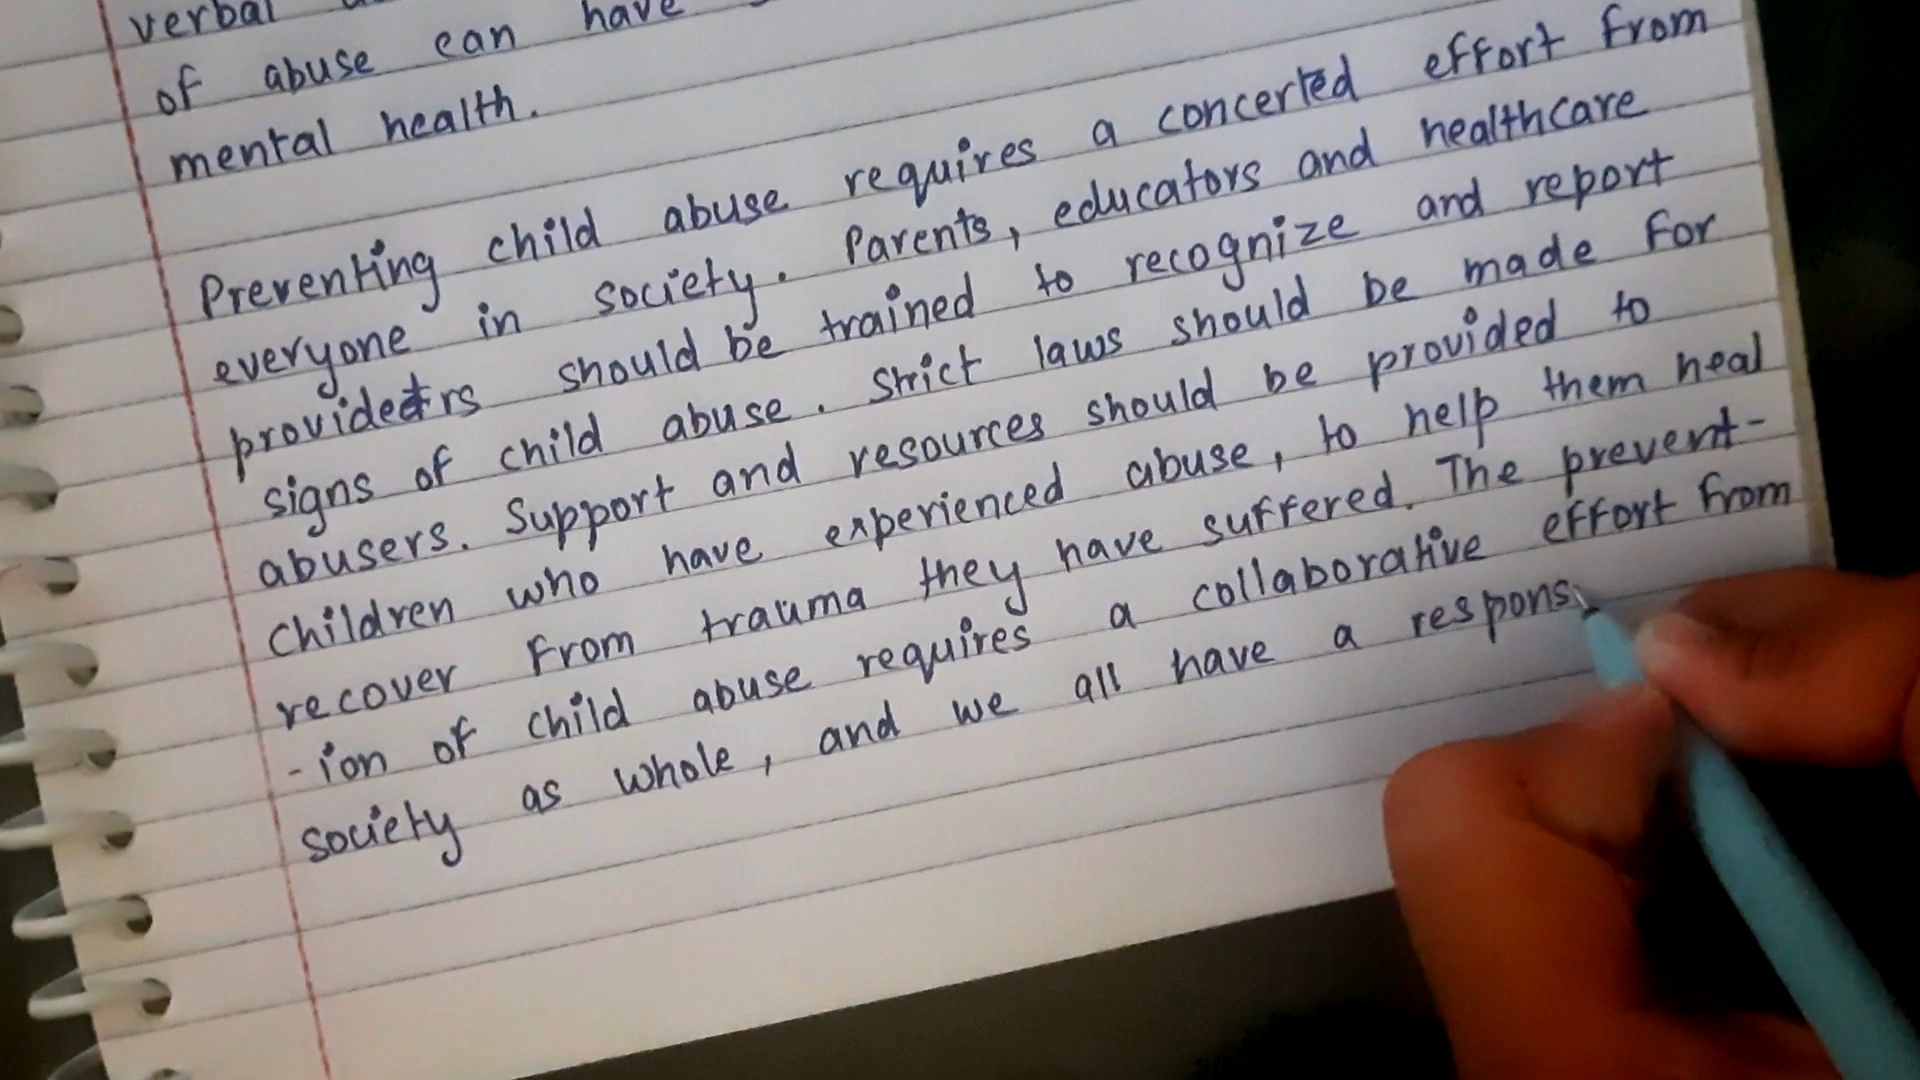 verbal
of abuse can have
mental health.
Preventing child abuse requires a concerted effort from
everyone in society. Parents, educators and healthcare
providers should be trained to recognize and report
signs of child abuse. Strict laws should be made for
abusers. Support and resources should be provided to
children who have experienced abuse, to help them heal
recover from trauma they have suffered. The prevent-
-ion of child abuse requires a collaborative effort from
society as whole, and we all have a responsi